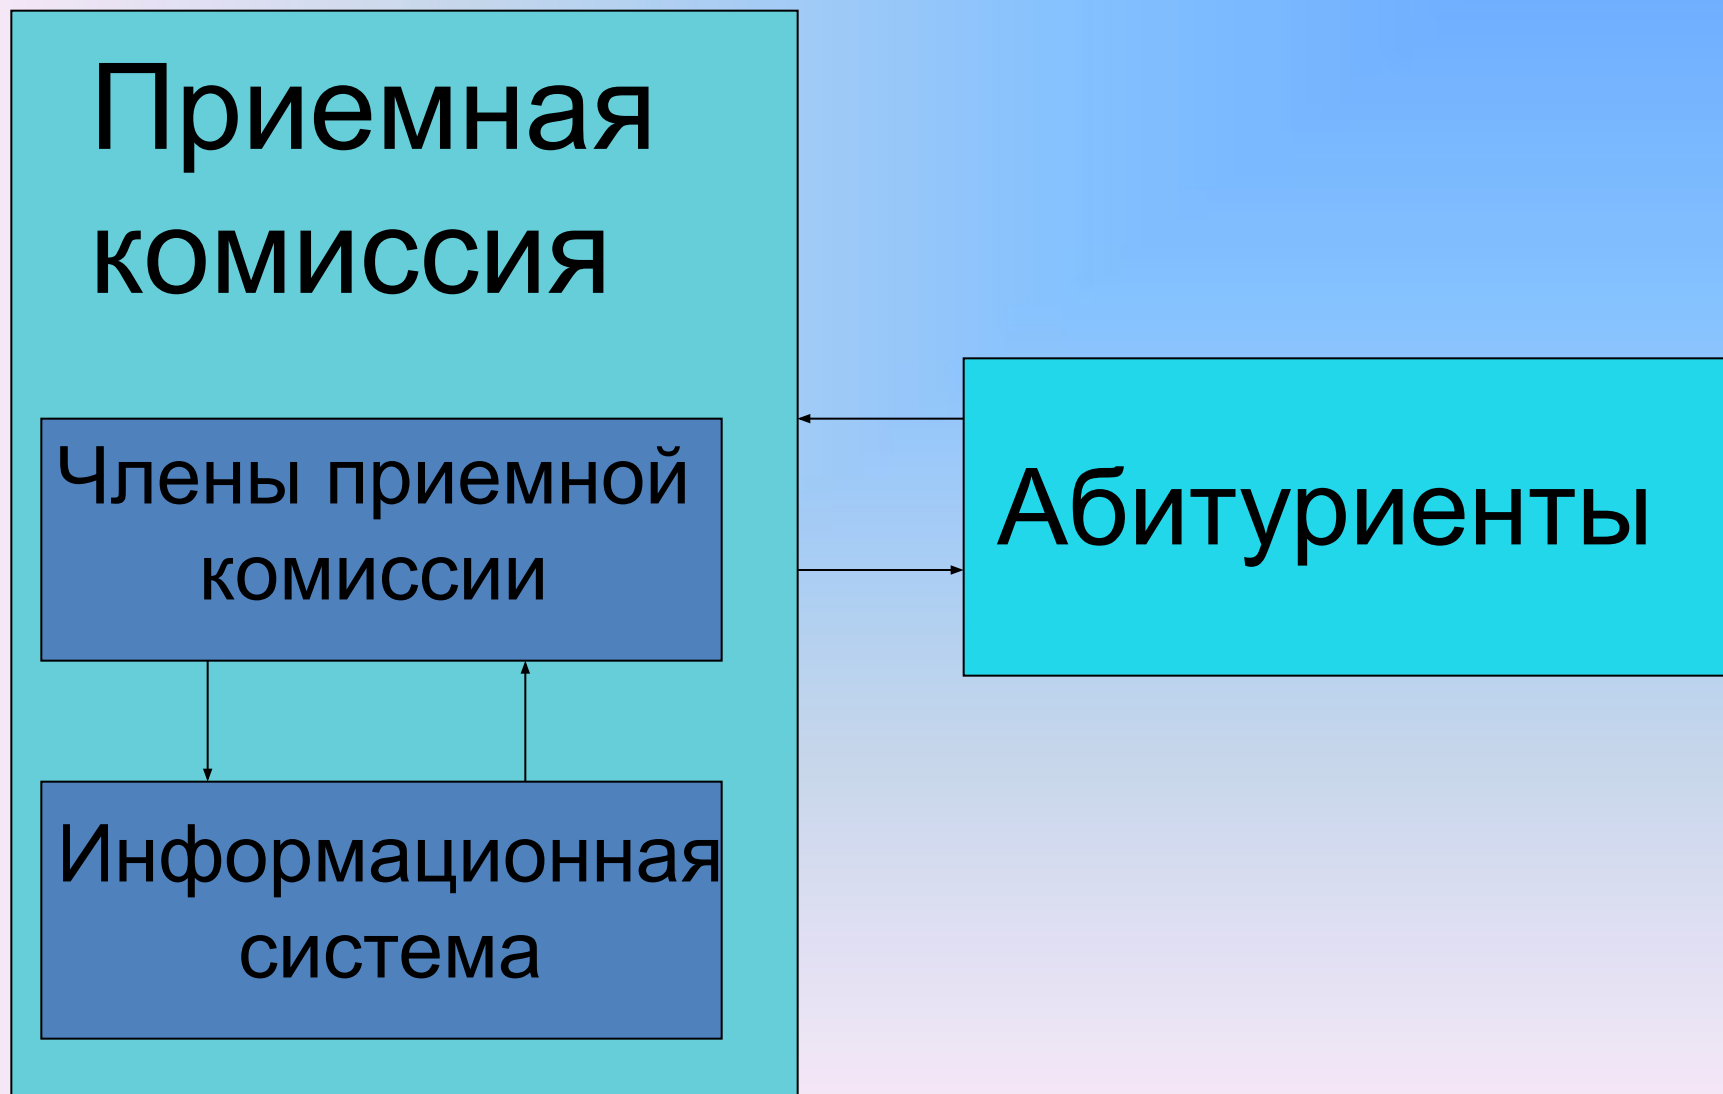 Приемная
комиссия
Члены приемной
комиссии
Абитуриенты
Информационная
система